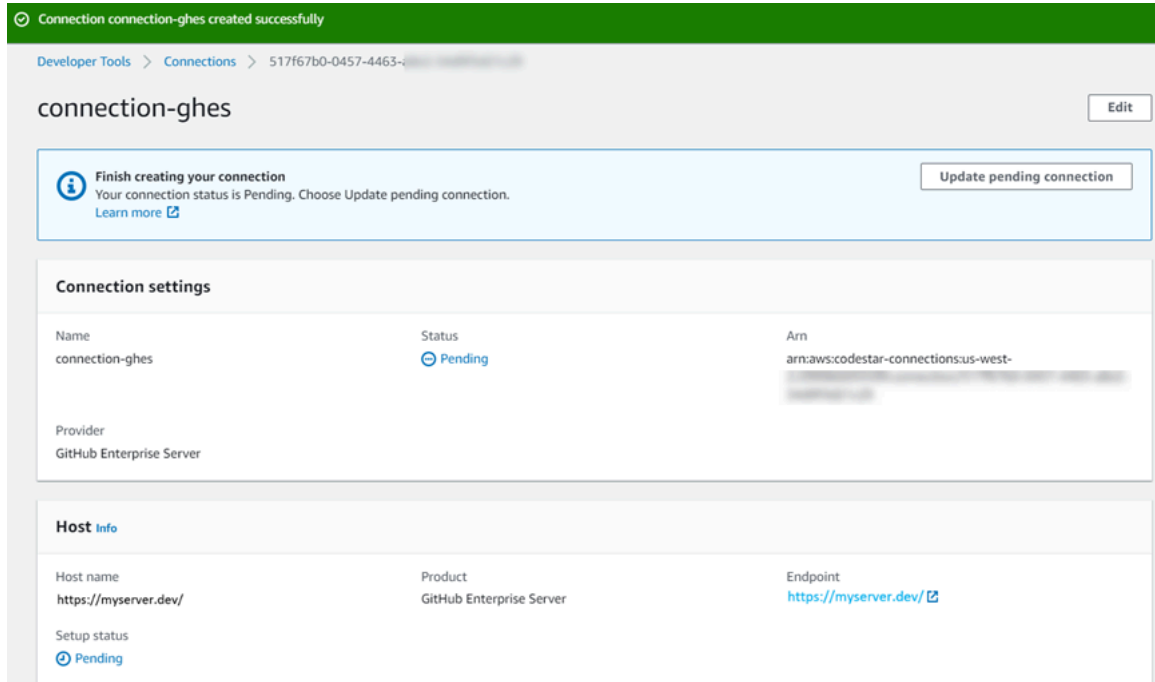 Connection connection-ghes created successfully
Developer Tools > Connections > 517f67b0-0457-4463-
connection-ghes
Edit
Finish creating your connection
Your connection status is Pending. Choose Update pending connection.
Learn more
Update pending connection
Connection settings
Name
connection-ghes
Status
Pending
Arn
arn:aws:codestar-connections:us-west-
Provider
GitHub Enterprise Server
Host Info
Host name
https://myserver.dev/
Product
GitHub Enterprise Server
Endpoint
https://myserver.dev/
Setup status
Pending